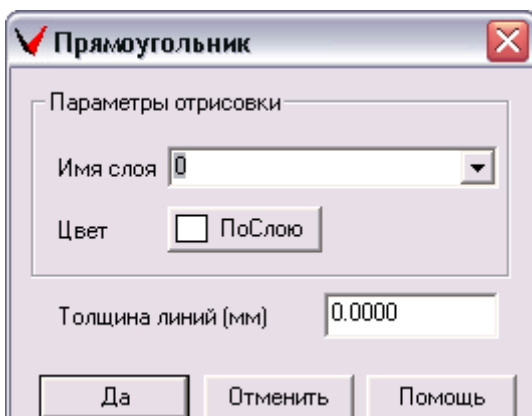 Прямоугольник
Параметры отрисовки
Имя слоя 0
Цвет ПоСлою
Толщина линий (мм) 0.0000
Да Отменить Помощь